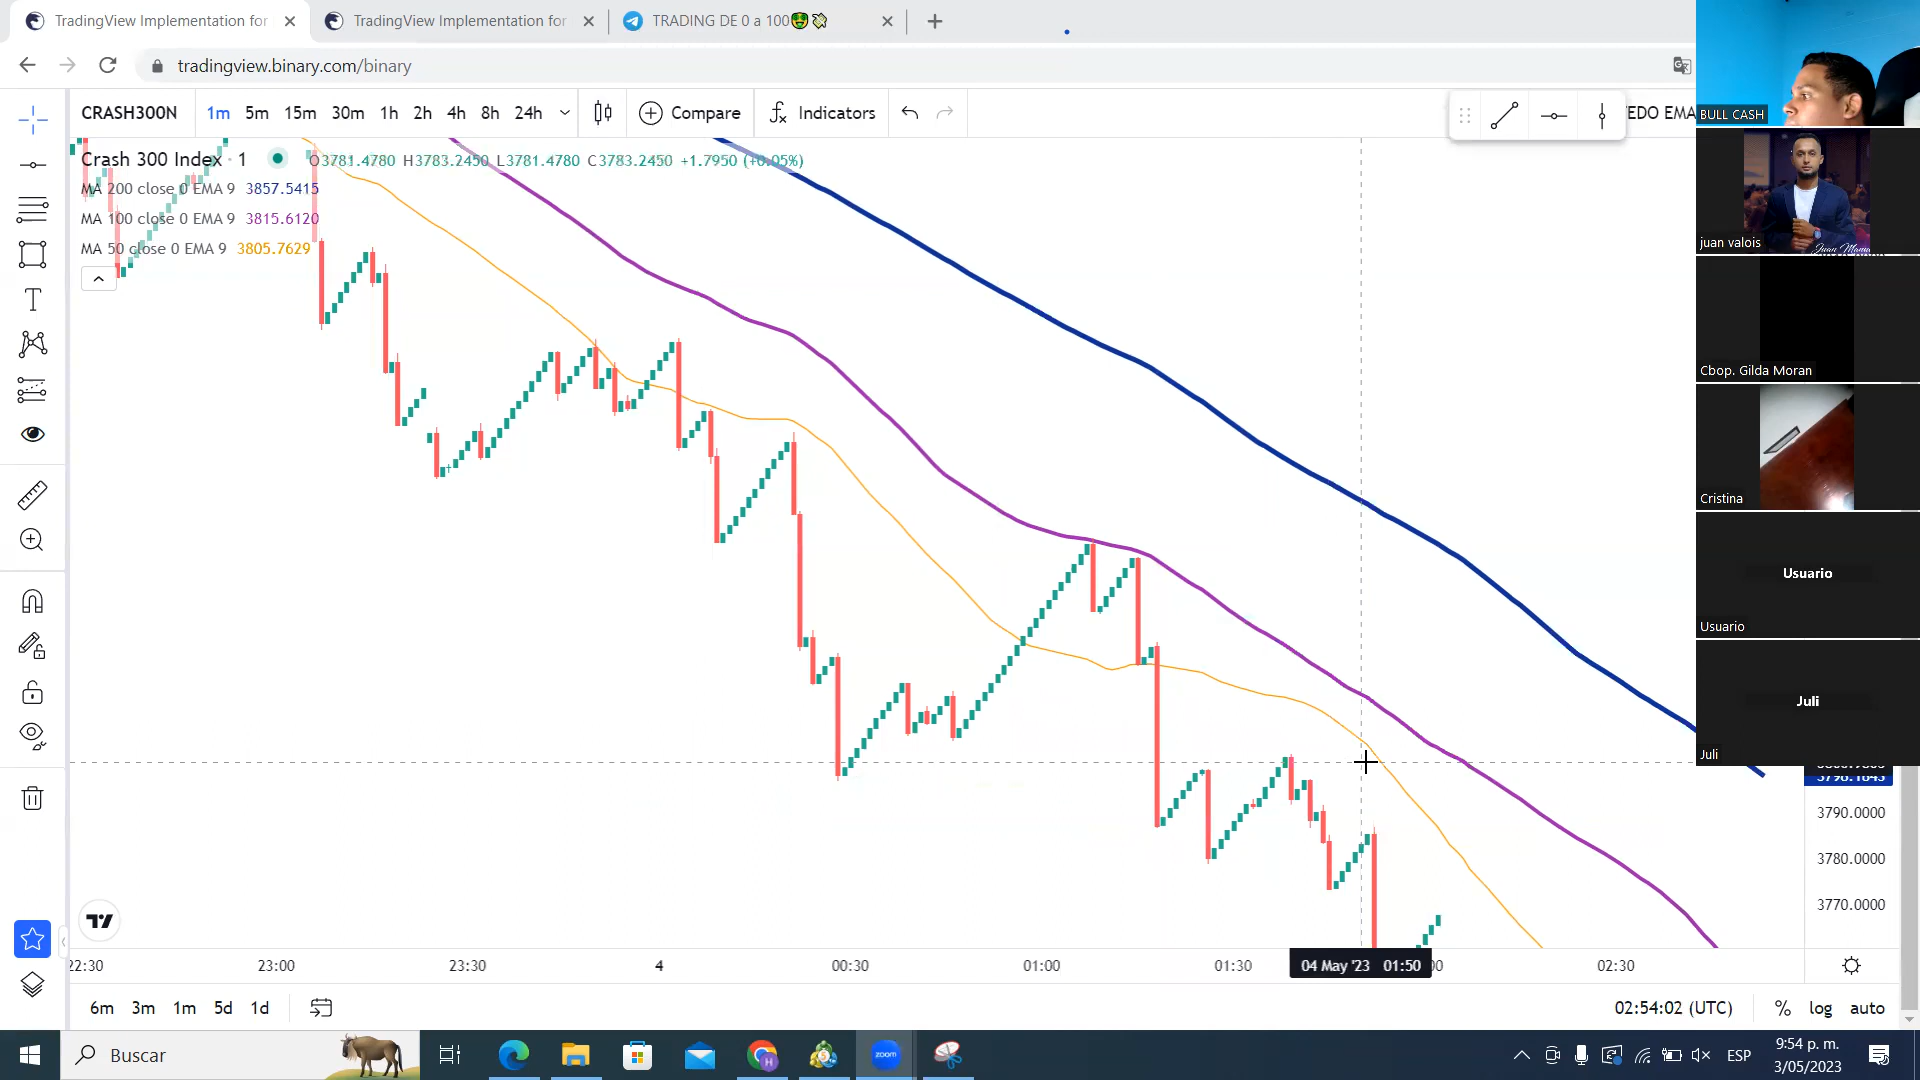 TradingView Implementation for
TradingView Implementation for
TRADING DE 0 a 100
tradingview.binary.com/binary
CRASH300N
1m 5m 15m 30m 1h 2h 4h 8h 24h
Compare
Indicators
EDO EMA
Crash 300 Index · 1
O3781.4780 H3783.2450 L3781.4780 C3783.2450 +1.7950 (+0.05%)
MA 200 close 0 EMA 9 3857.5415
MA 100 close 0 EMA 9 3815.6120
MA 50 close 0 EMA 9 3805.7629
BULL CASH
juan valois
Cbop. Gilda Moran
Cristina
Usuario
Usuario
Juli
Juli
3790.0000
3780.0000
3770.0000
22:30 23:00 23:30 4 00:30 01:00 01:30 04 May '23 01:50 02:30
6m 3m 1m 5d 1d
02:54:02 (UTC)
% log auto
Buscar
zoom
ESP
9:54 p. m.
3/05/2023